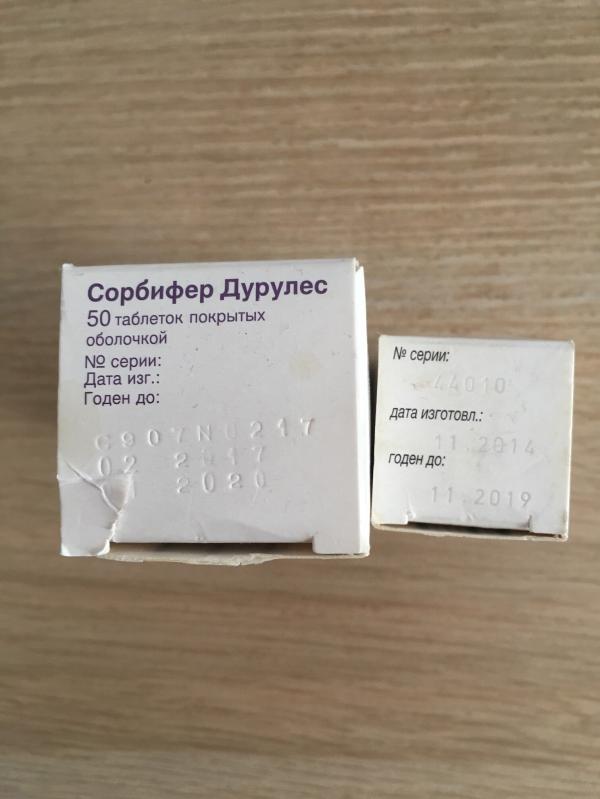 Сорбифер Дурулес
50 таблеток покрытых
оболочкой
№ серии:
Дата изг.:
Годен до:
C907N0217
02 2017
2020
№ серии:
44010
дата изготовл.:
11.2014
годен до:
11.2019